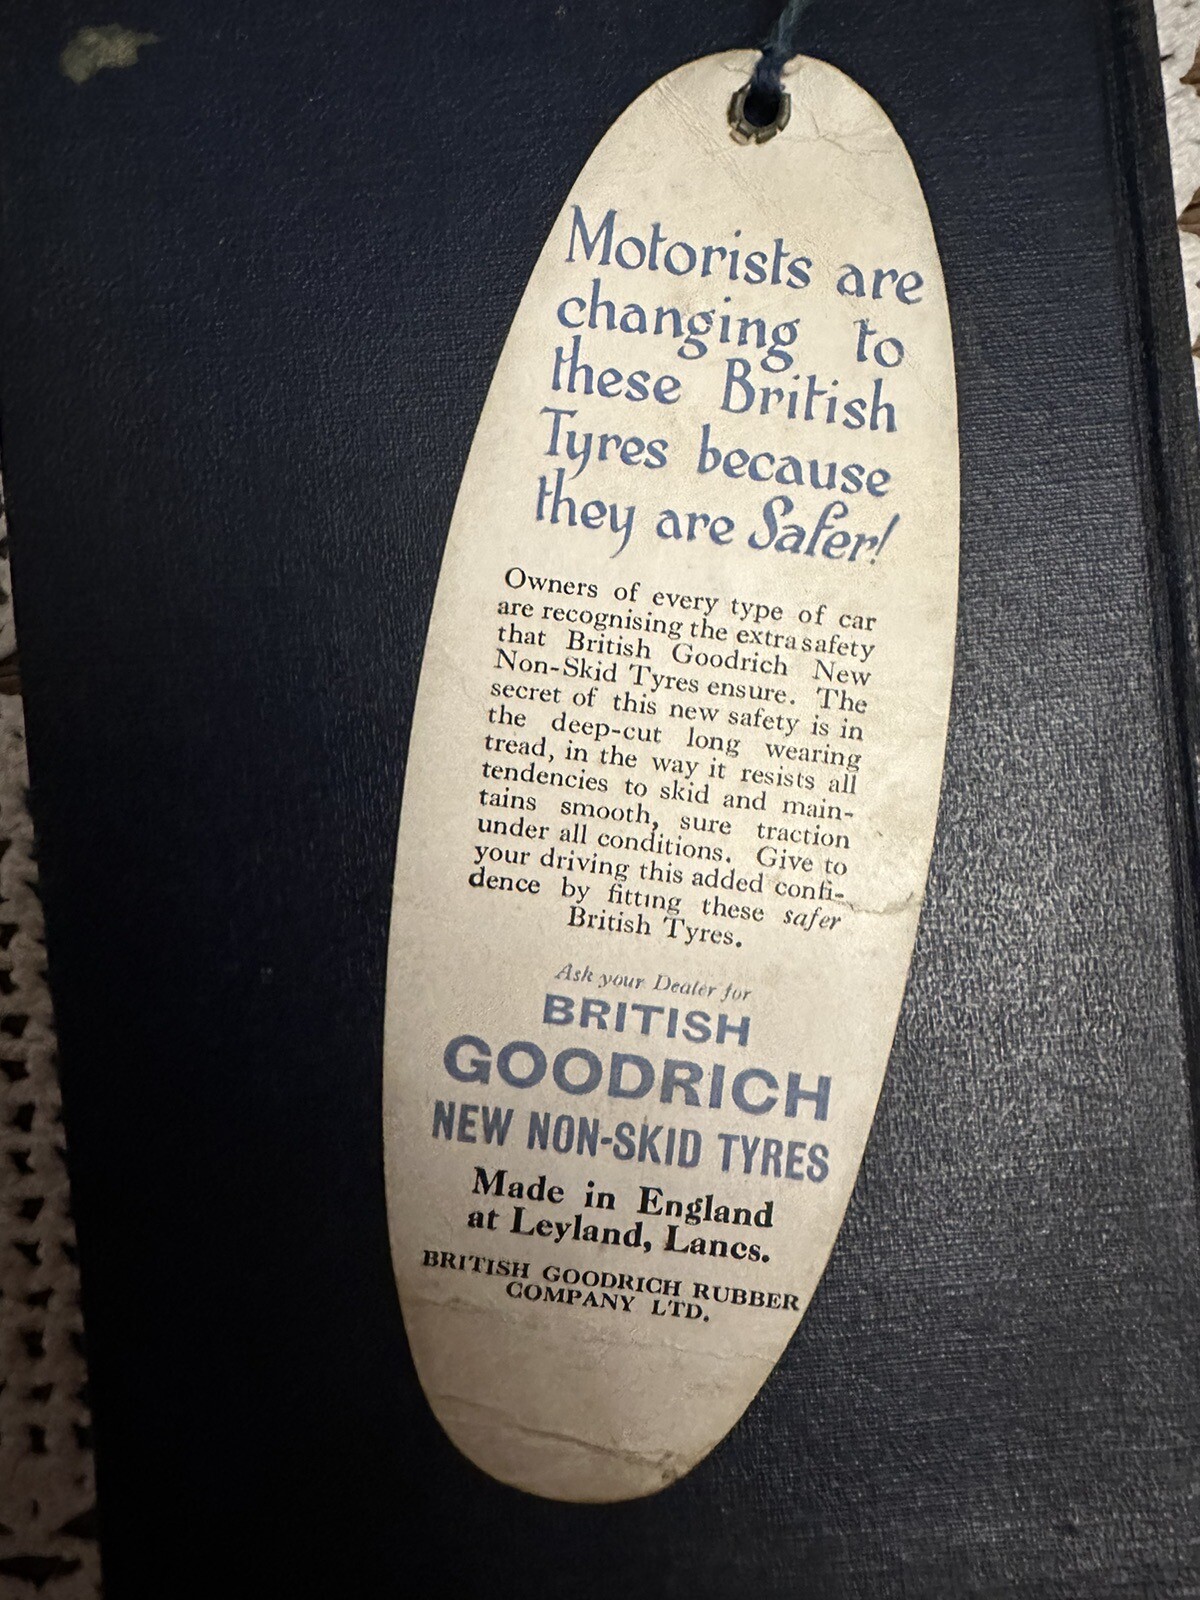 Motorists are
changing to
these British
Tyres because
they are Safer!
Owners of every type of car
are recognising the extra safety
that British Goodrich New
Non-Skid Tyres ensure. The
secret of this new safety is in
the deep-cut long wearing
tread, in the way it resists all
tendencies to skid and main-
tains smooth, sure traction
under all conditions. Give to
your driving this added confi-
dence by fitting these safer
British Tyres.
Ask your Dealer for
BRITISH
GOODRICH
NEW NON-SKID TYRES
Made in England
at Leyland, Lancs.
BRITISH GOODRICH RUBBER
COMPANY LTD.